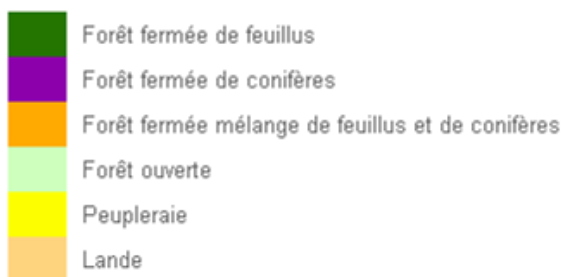 Forêt fermée de feuillus
Forêt fermée de conifères
Forêt fermée mélange de feuillus et de conifères
Forêt ouverte
Peupleraie
Lande